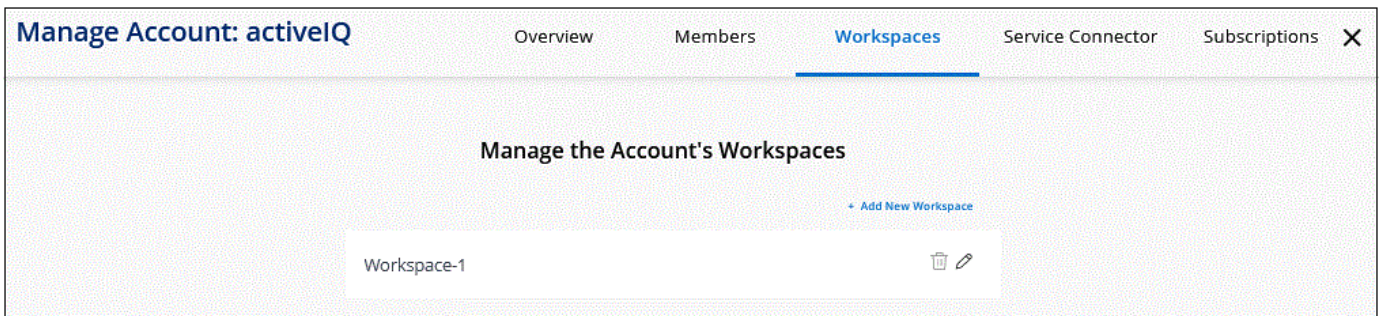 Manage Account: activeIQ
Overview Members Workspaces Service Connector Subscriptions
Manage the Account's Workspaces
+ Add New Workspace
Workspace-1